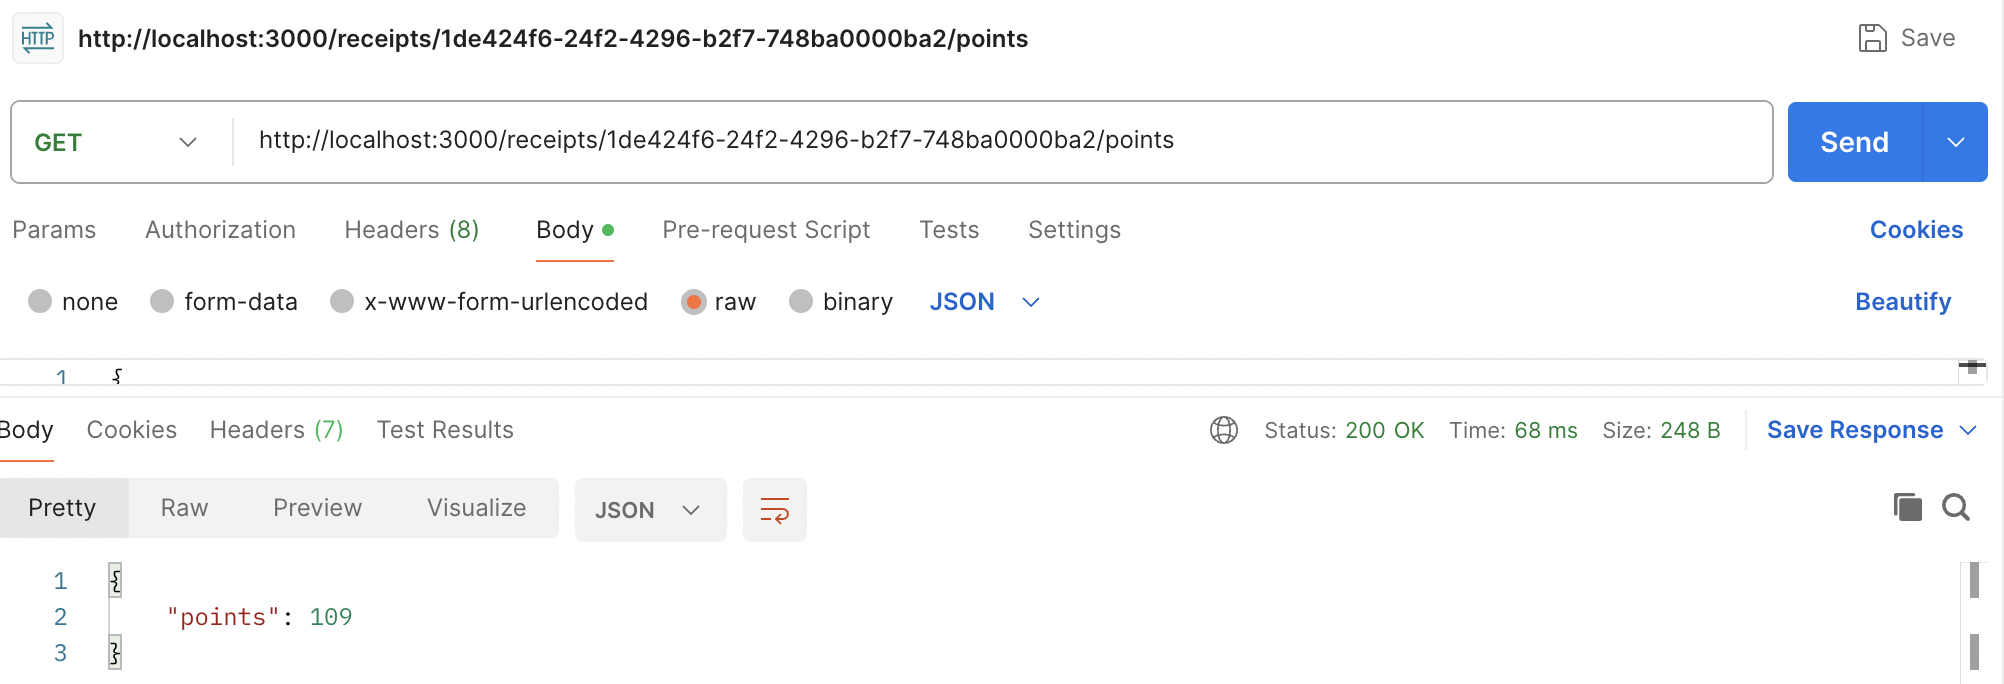 HTTP http://localhost:3000/receipts/1de424f6-24f2-4296-b2f7-748ba0000ba2/points Save
GET http://localhost:3000/receipts/1de424f6-24f2-4296-b2f7-748ba0000ba2/points Send
Params Authorization Headers (8) Body Pre-request Script Tests Settings Cookies
none form-data x-www-form-urlencoded raw binary JSON Beautify
1 {
Body Cookies Headers (7) Test Results Status: 200 OK Time: 68 ms Size: 248 B Save Response
Pretty Raw Preview Visualize JSON
1 {
2 "points": 109
3 }